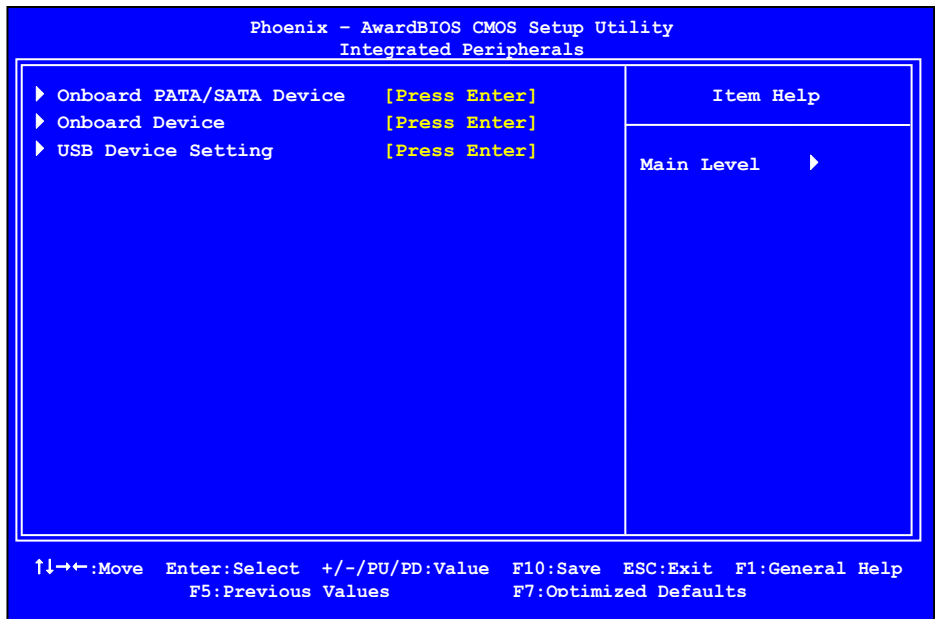 Phoenix – AwardBIOS CMOS Setup Utility
Integrated Peripherals
Onboard PATA/SATA Device [Press Enter]
Onboard Device [Press Enter]
USB Device Setting [Press Enter]
Item Help
Main Level
↑↓→←:Move Enter:Select +/-/PU/PD:Value F10:Save ESC:Exit F1:General Help
F5:Previous Values F7:Optimized Defaults